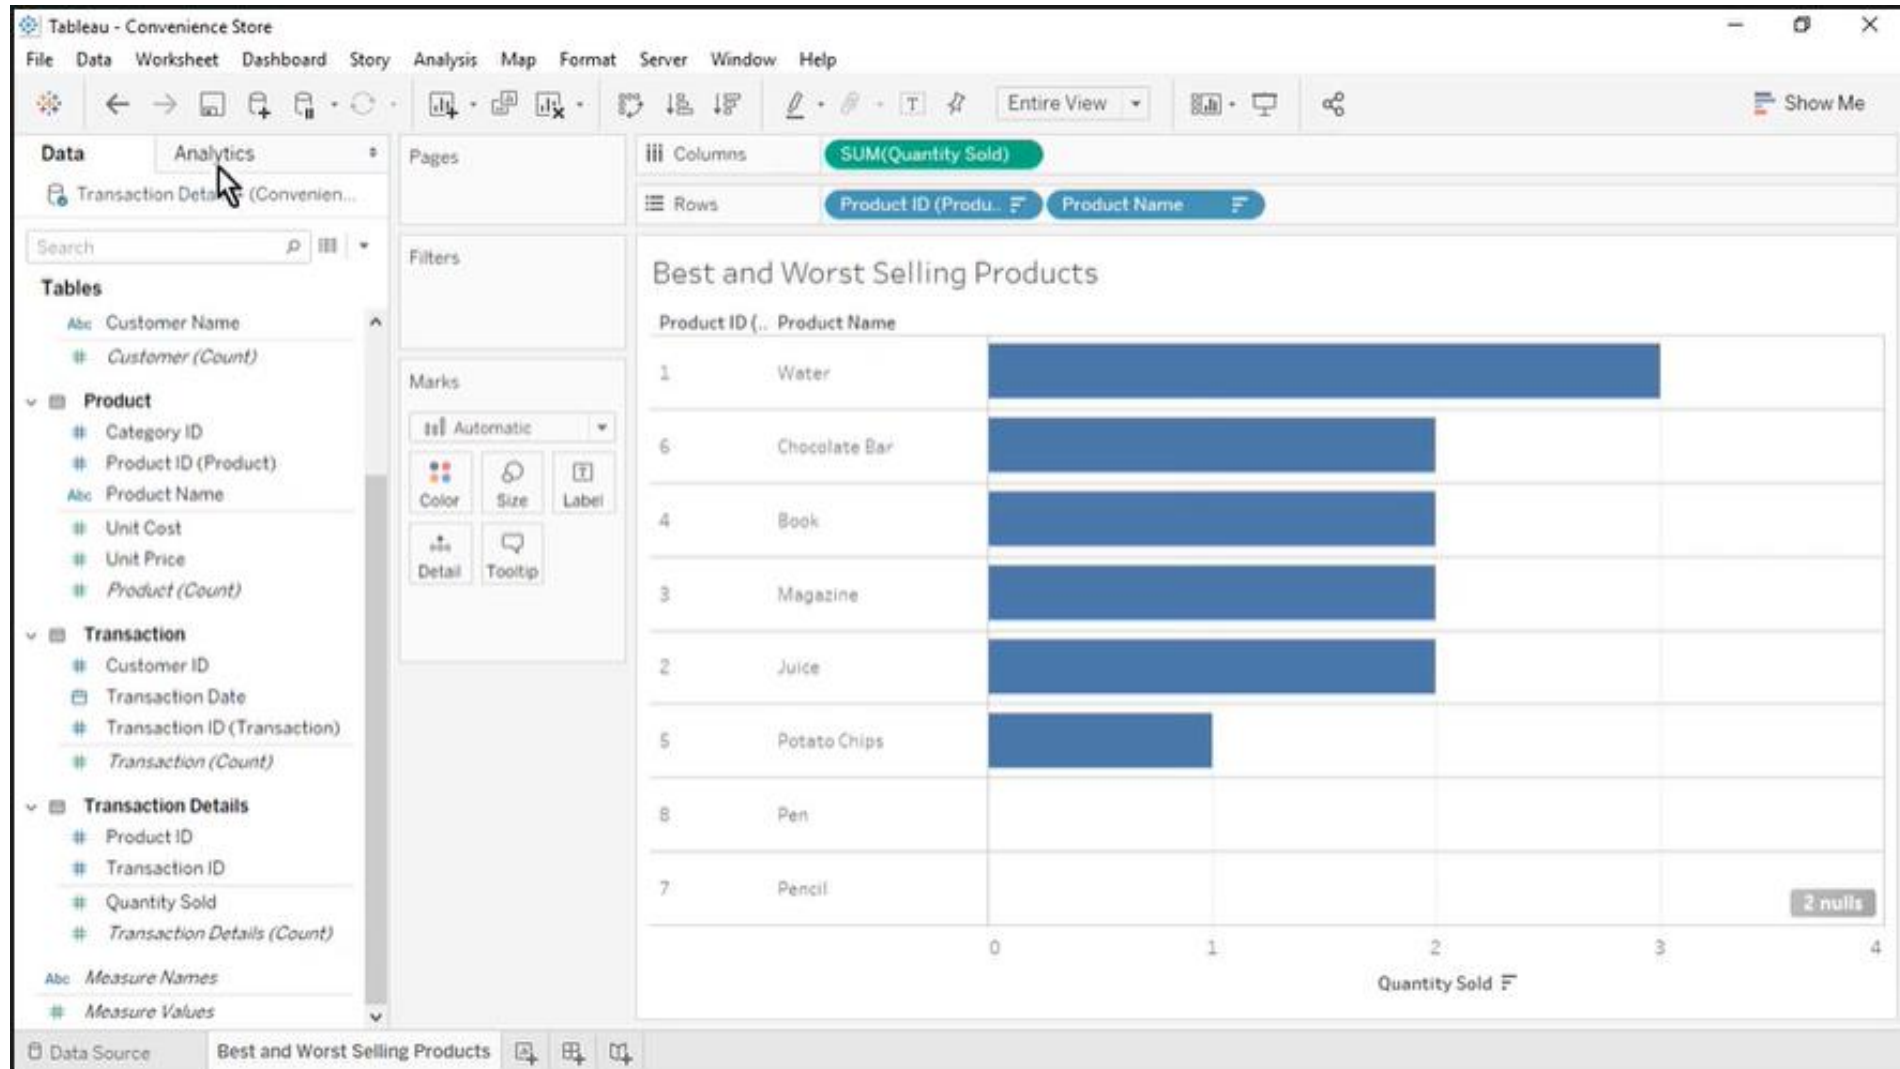 Tableau - Convenience Store
File Data Worksheet Dashboard Story Analysis Map Format Server Window Help
Entire View
Show Me
Data Analytics
Transaction Deta (Convenien...
Search
Tables
Abc Customer Name
# Customer (Count)
Product
# Category ID
# Product ID (Product)
Abc Product Name
# Unit Cost
# Unit Price
# Product (Count)
Transaction
# Customer ID
Transaction Date
# Transaction ID (Transaction)
# Transaction (Count)
Transaction Details
# Product ID
# Transaction ID
# Quantity Sold
# Transaction Details (Count)
Abc Measure Names
# Measure Values
Pages
Filters
Marks
Automatic
Color Size Label
Detail Tooltip
Columns SUM(Quantity Sold)
Rows Product ID (Produ.. Product Name
Best and Worst Selling Products
Product ID (.. Product Name
1 Water
6 Chocolate Bar
4 Book
3 Magazine
2 Juice
5 Potato Chips
8 Pen
7 Pencil
2 nulls
0 1 2 3 4
Quantity Sold
Data Source Best and Worst Selling Products